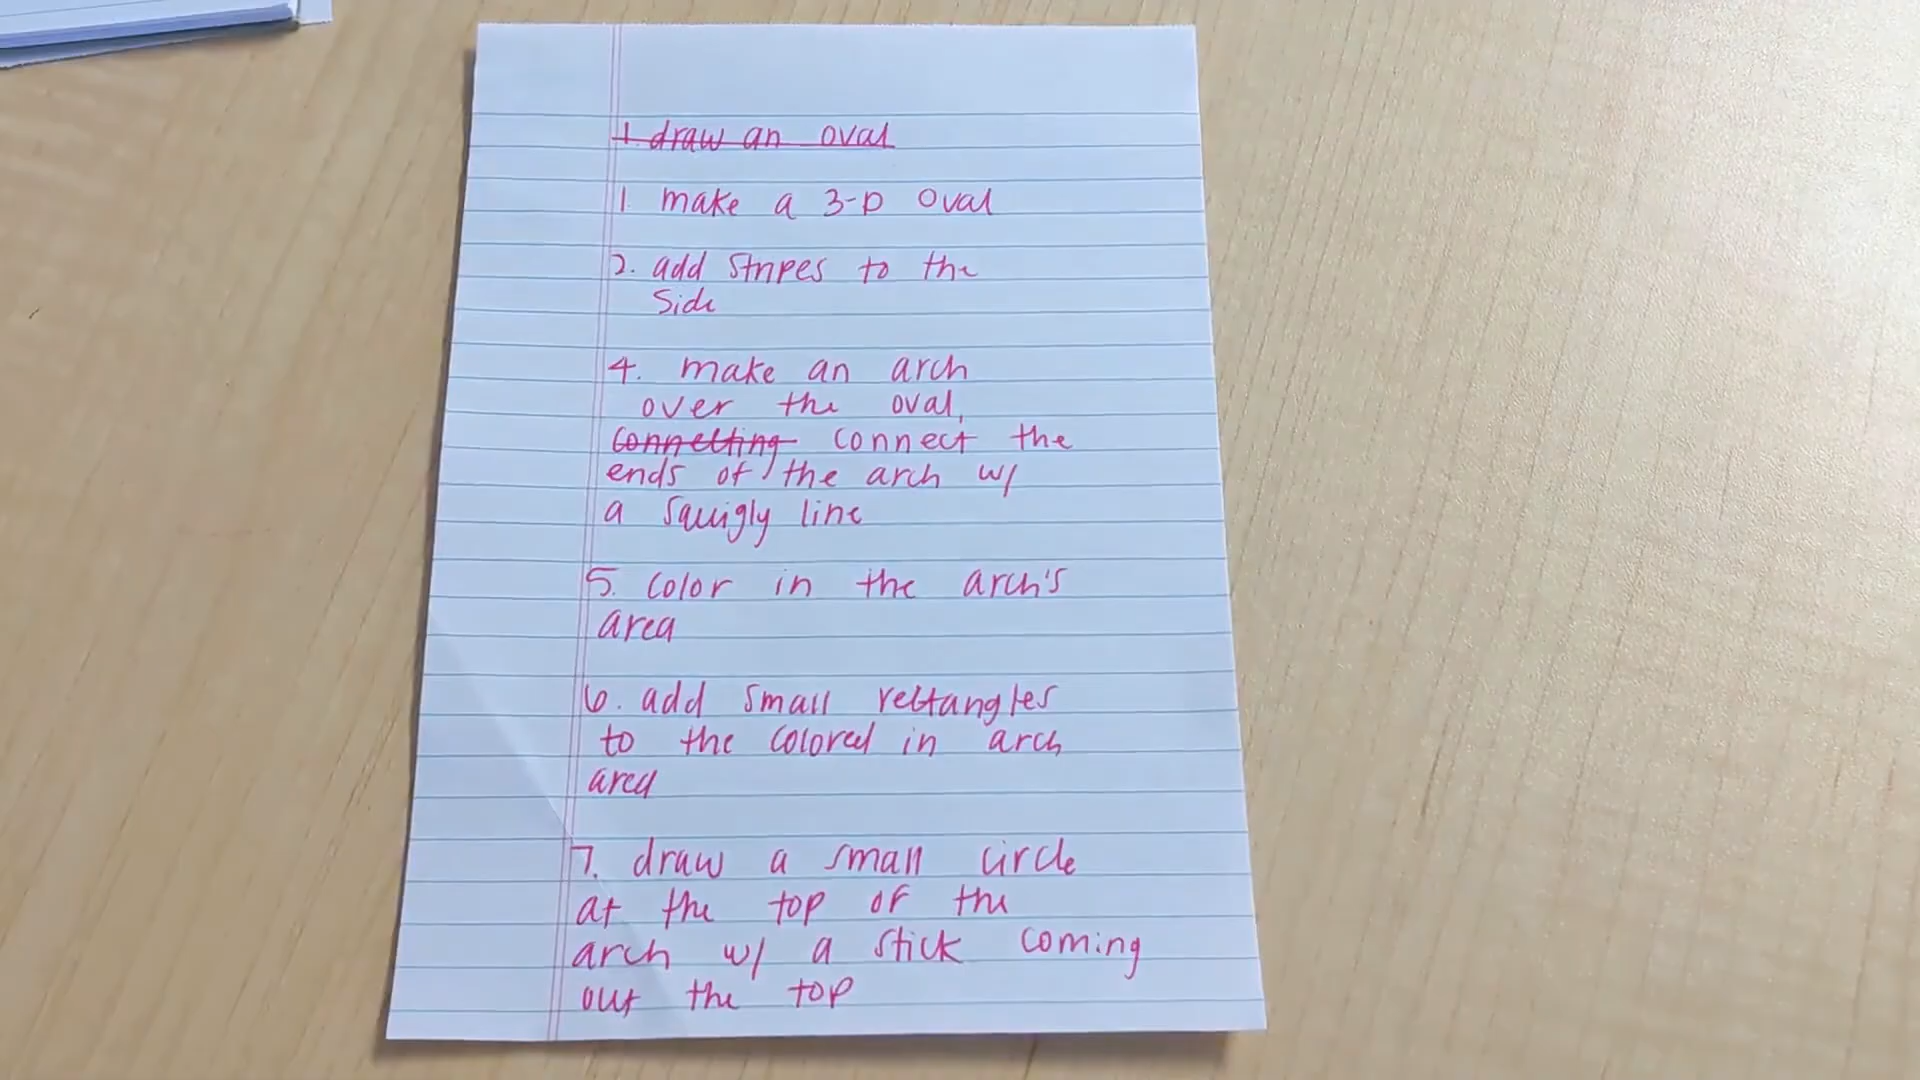 1. draw an oval
1. make a 3-D oval
2. add stripes to the
side
4. make an arch
over the oval,
connecting connect the
ends of the arch w/
a squigly line
5. color in the arch's
area
6. add small rectangles
to the colored in arch
area
7. draw a small circle
at the top of the
arch w/ a stick coming
out the top